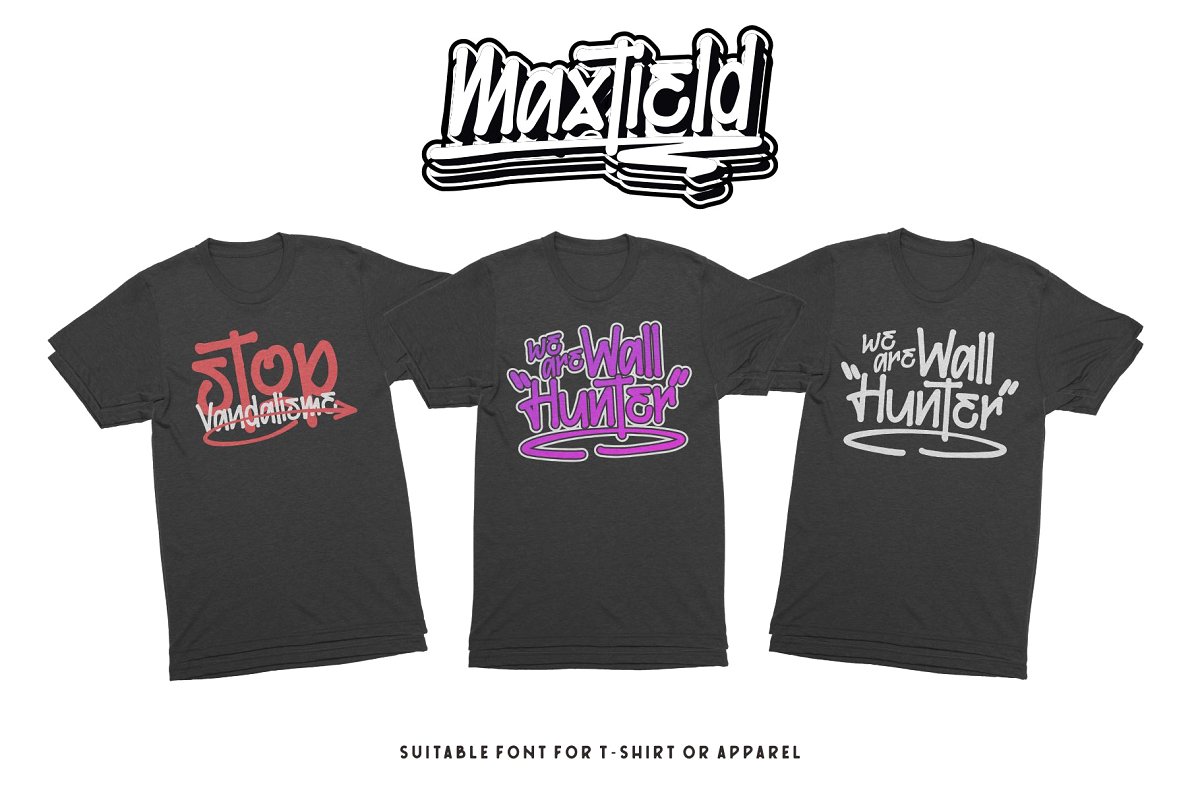 Maxfield
Stop
Vandalisme
We
are Wall
"Hunter"
We
are Wall
"Hunter"
SUITABLE FONT FOR T-SHIRT OR APPAREL